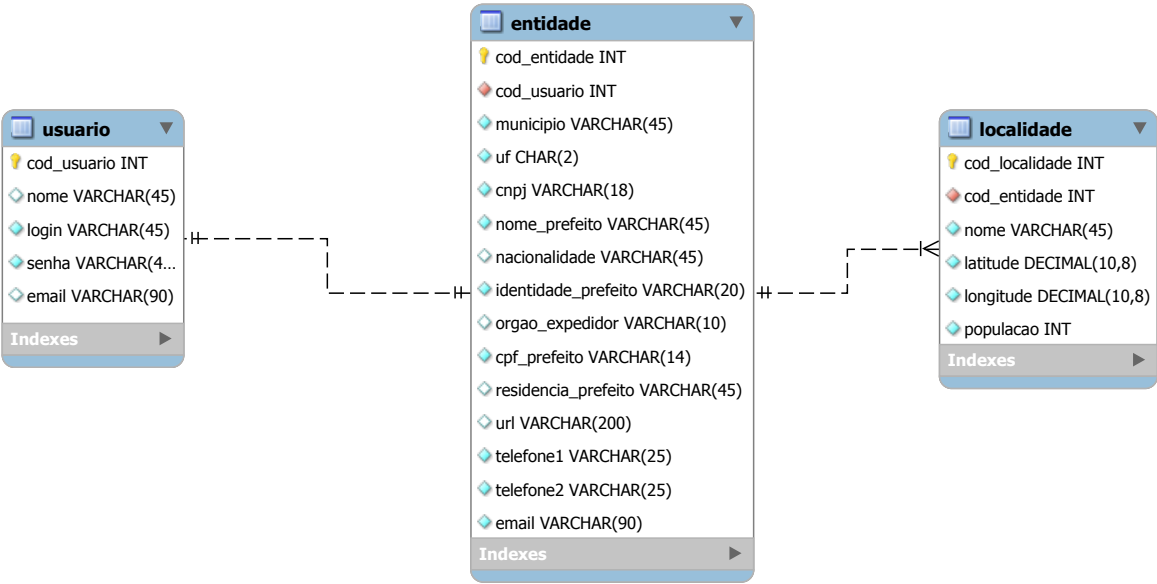 usuario
cod_usuario INT
nome VARCHAR(45)
login VARCHAR(45)
senha VARCHAR(4...
email VARCHAR(90)
Indexes
entidade
cod_entidade INT
cod_usuario INT
municipio VARCHAR(45)
uf CHAR(2)
cnpj VARCHAR(18)
nome_prefeito VARCHAR(45)
nacionalidade VARCHAR(45)
identidade_prefeito VARCHAR(20)
orgao_expedidor VARCHAR(10)
cpf_prefeito VARCHAR(14)
residencia_prefeito VARCHAR(45)
url VARCHAR(200)
telefone1 VARCHAR(25)
telefone2 VARCHAR(25)
email VARCHAR(90)
Indexes
localidade
cod_localidade INT
cod_entidade INT
nome VARCHAR(45)
latitude DECIMAL(10,8)
longitude DECIMAL(10,8)
populacao INT
Indexes